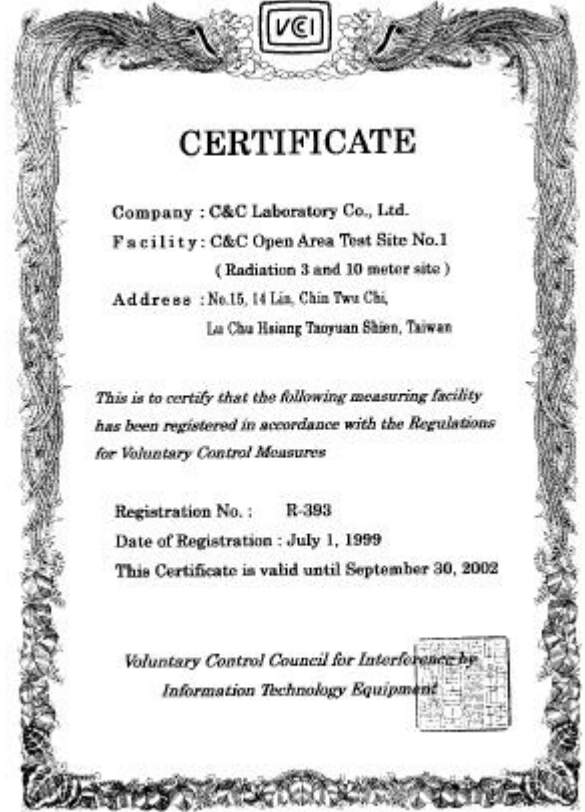 VCCI
CERTIFICATE
Company : C&C Laboratory Co., Ltd.
Facility : C&C Open Area Test Site No.1
( Radiation 3 and 10 meter site )
Address : No.15, 14 Lin, Chin Twu Chi,
Lu Chu Hsiang Taoyuan Shien, Taiwan
This is to certify that the following measuring facility
has been registered in accordance with the Regulations
for Voluntary Control Measures
Registration No. : R-393
Date of Registration : July 1, 1999
This Certificate is valid until September 30, 2002
Voluntary Control Council for Interference by
Information Technology Equipment